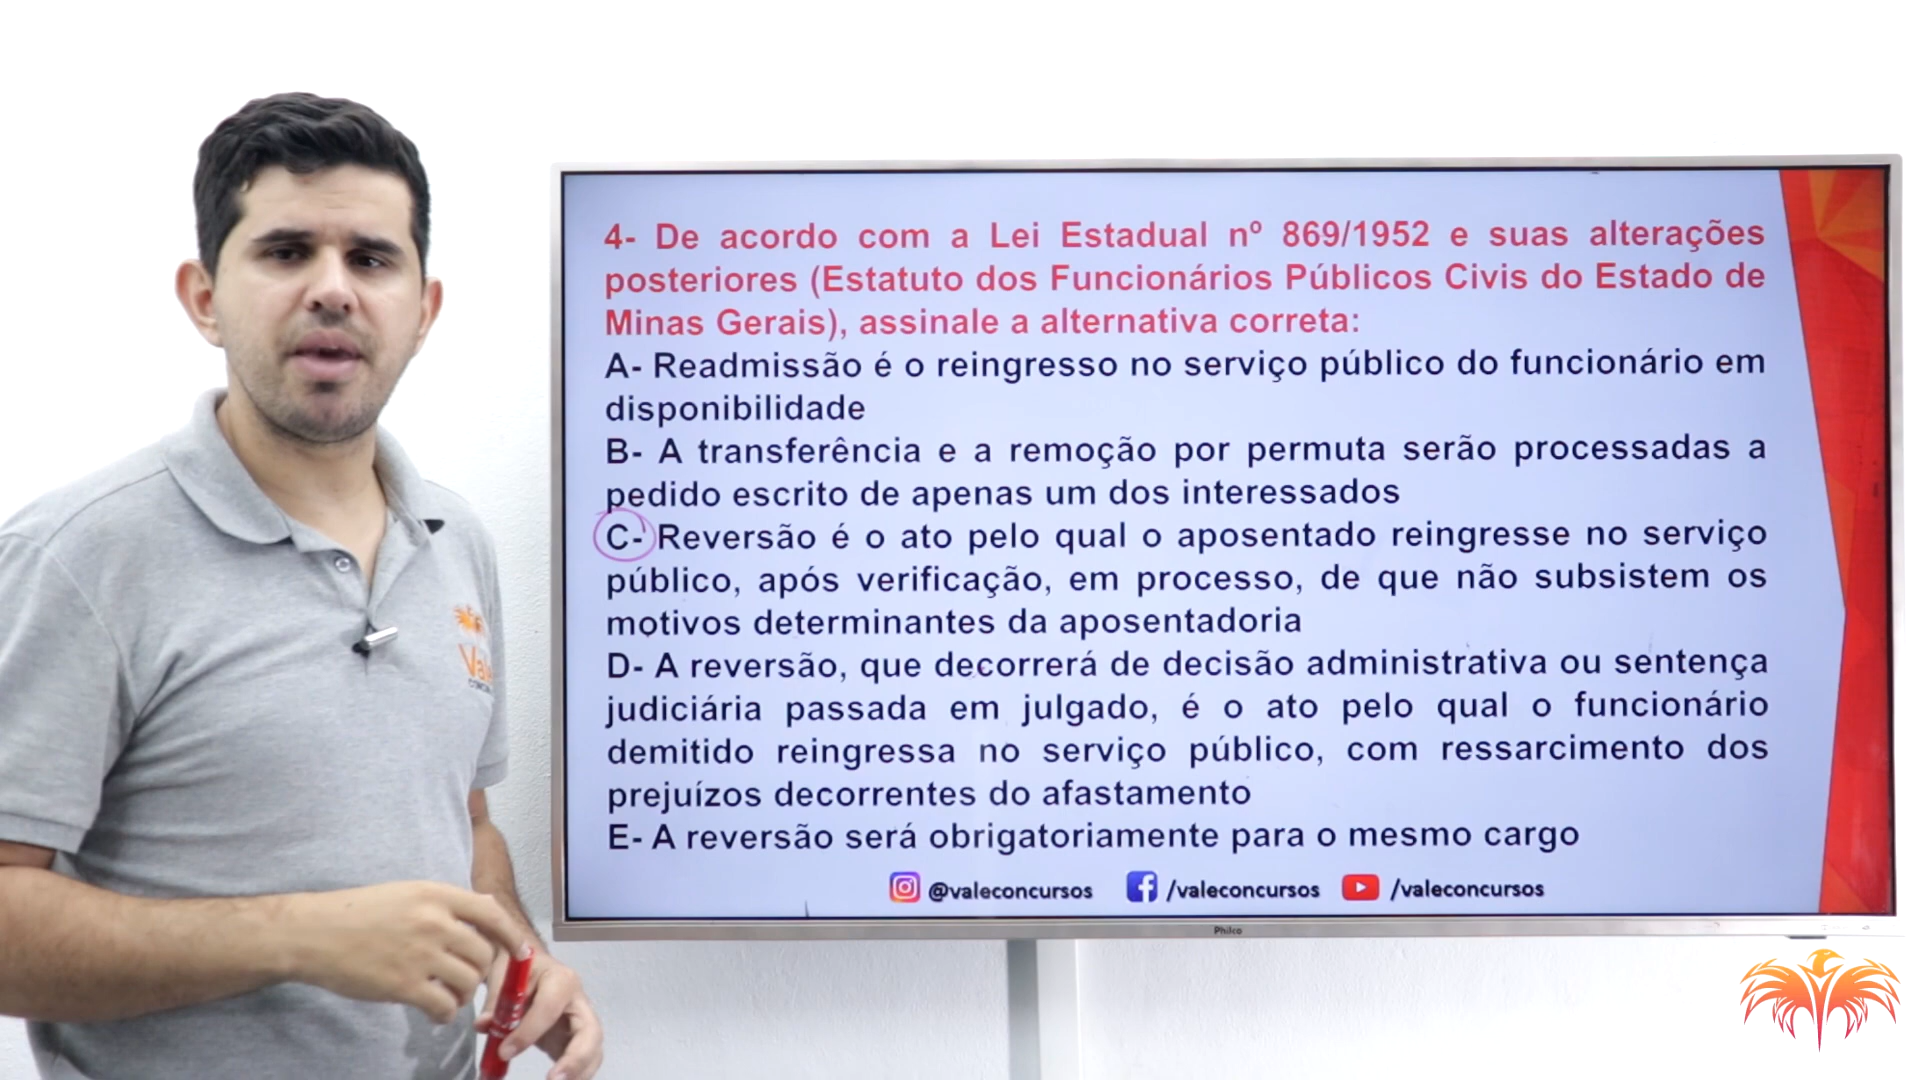 4- De acordo com a Lei Estadual nº 869/1952 e suas alterações
posteriores (Estatuto dos Funcionários Públicos Civis do Estado de
Minas Gerais), assinale a alternativa correta:
A- Readmissão é o reingresso no serviço público do funcionário em
disponibilidade
B- A transferência e a remoção por permuta serão processadas a
pedido escrito de apenas um dos interessados
C- Reversão é o ato pelo qual o aposentado reingresse no serviço
público, após verificação, em processo, de que não subsistem os
motivos determinantes da aposentadoria
D- A reversão, que decorrerá de decisão administrativa ou sentença
judiciária passada em julgado, é o ato pelo qual o funcionário
demitido reingressa no serviço público, com ressarcimento dos
prejuízos decorrentes do afastamento
E- A reversão será obrigatoriamente para o mesmo cargo
@valeconcursos /valeconcursos /valeconcursos
Philco